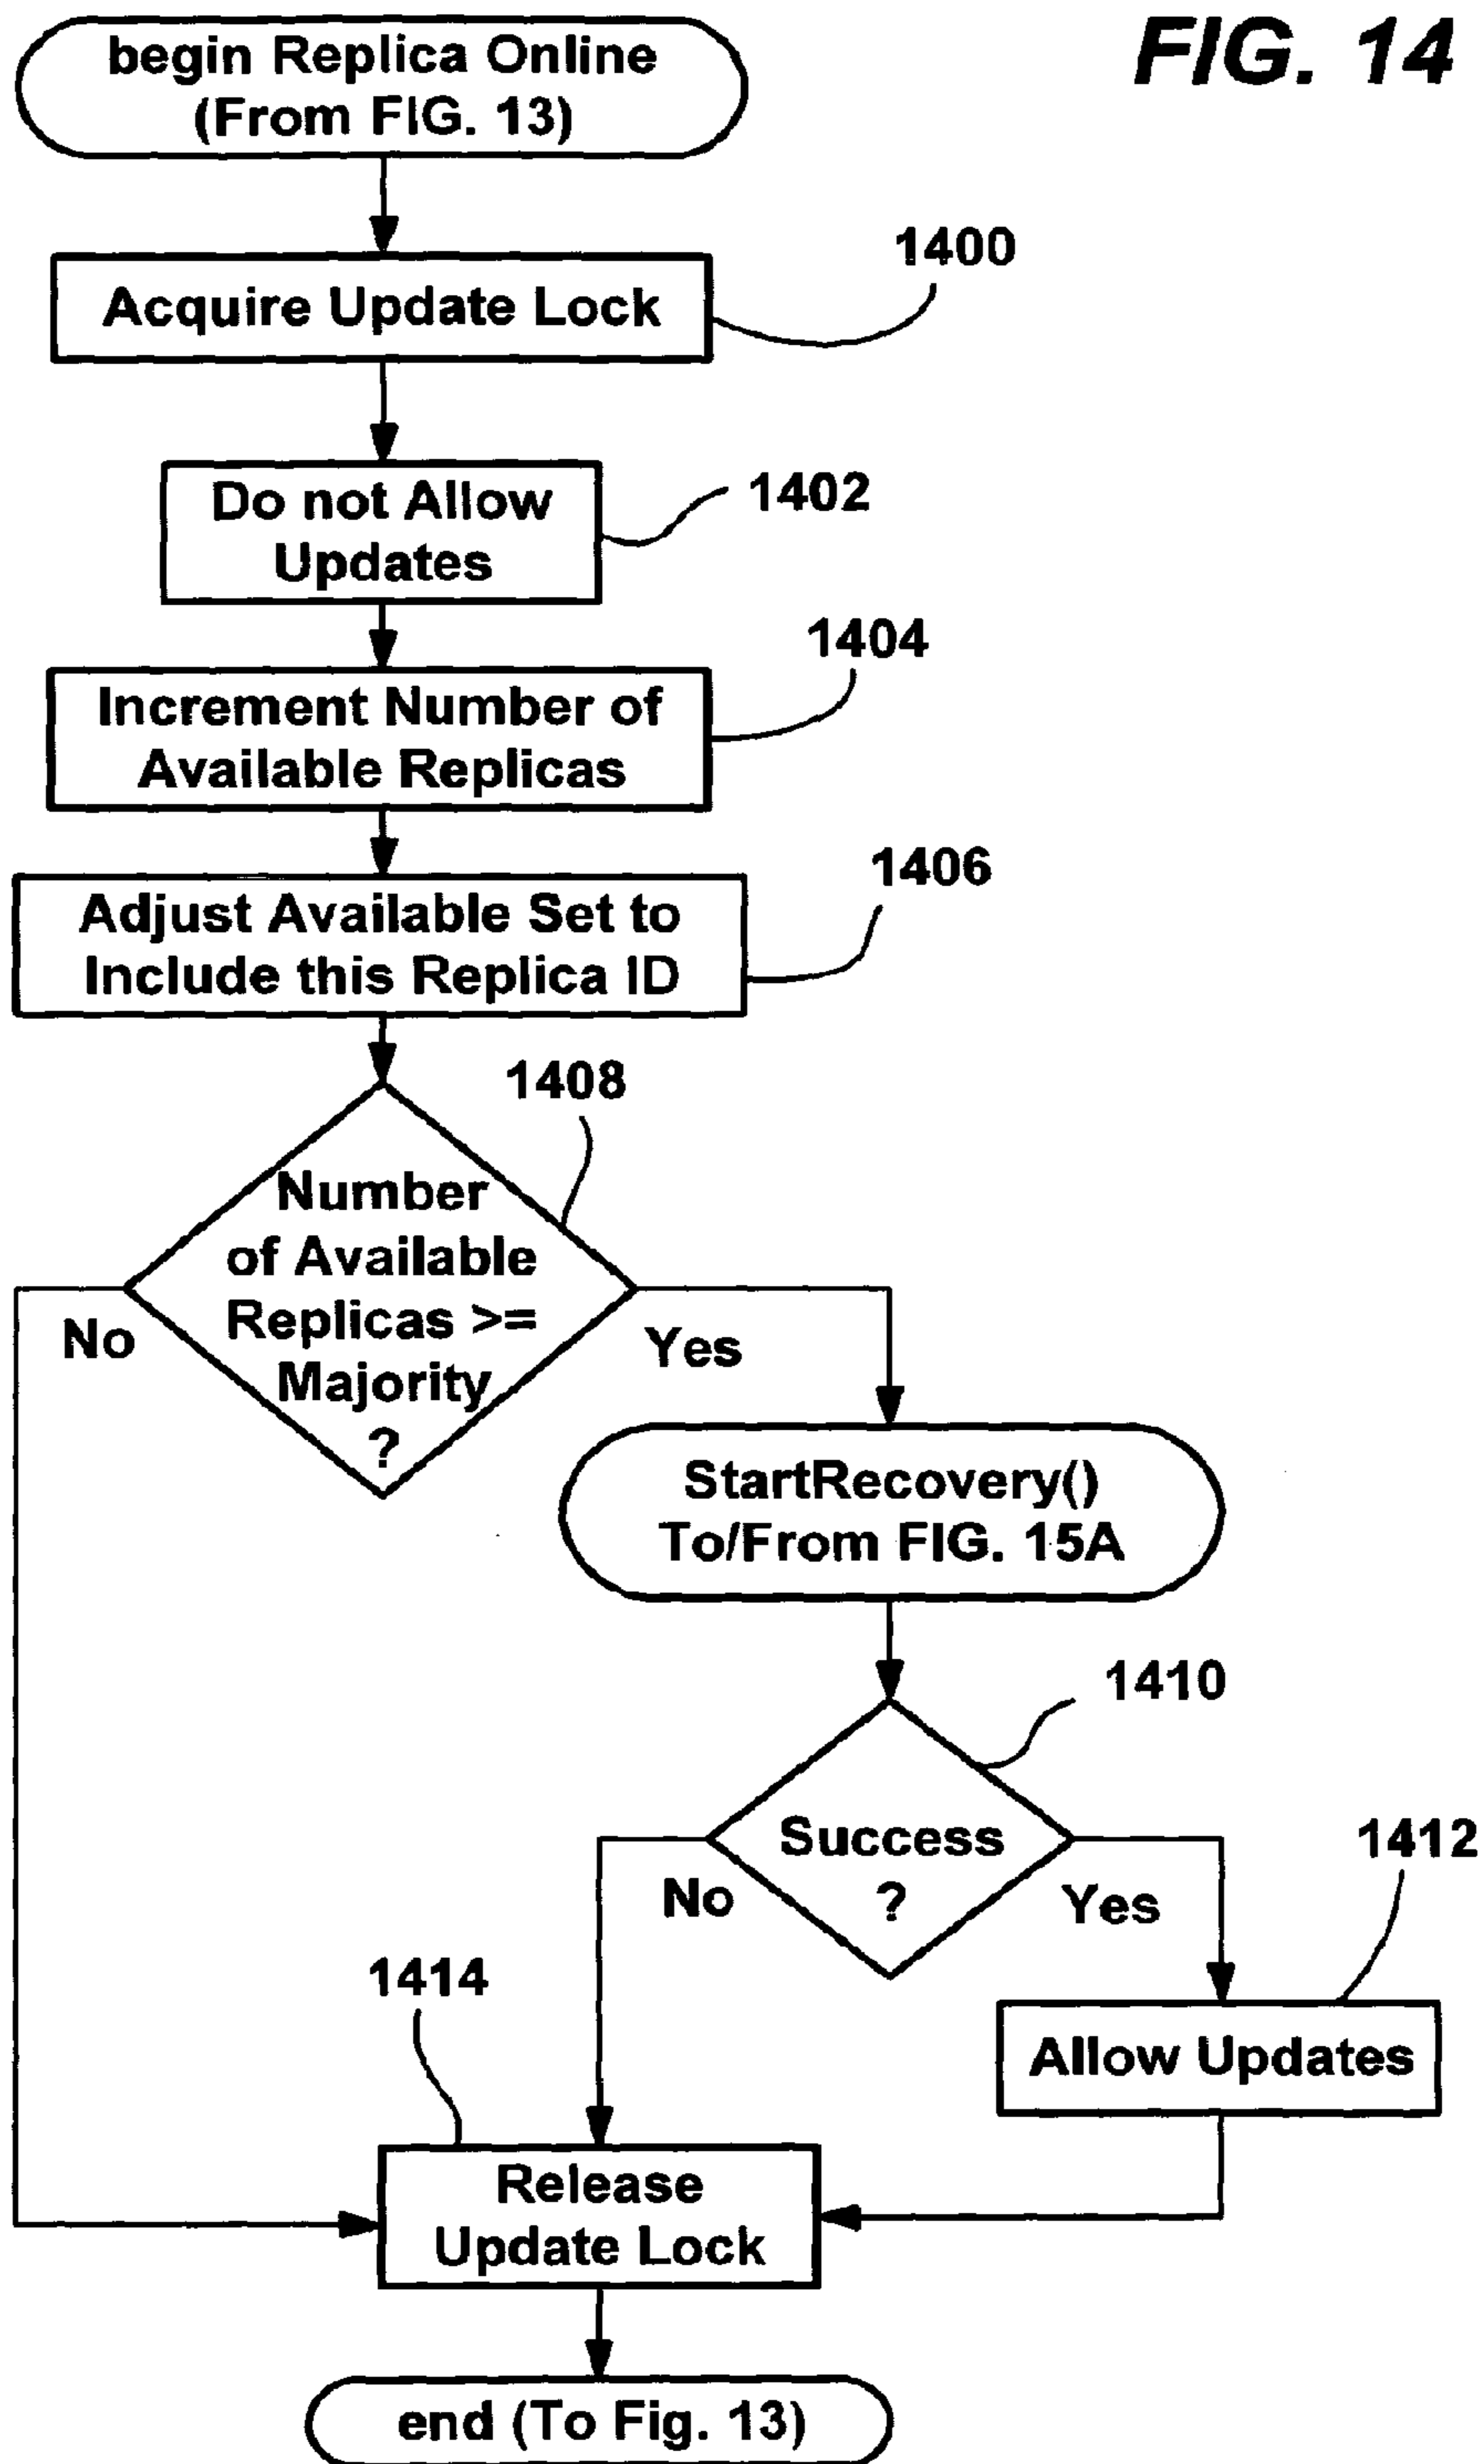 FIG. 14
begin Replica Online
(From FIG. 13)
1400
Acquire Update Lock
1402
Do not Allow
Updates
1404
Increment Number of
Available Replicas
1406
Adjust Available Set to
Include this Replica ID
1408
Number
of Available
Replicas >=
Majority
?
No
Yes
StartRecovery()
To/From FIG. 15A
1410
Success
?
No
Yes
1412
Allow Updates
1414
Release
Update Lock
end (To Fig. 13)